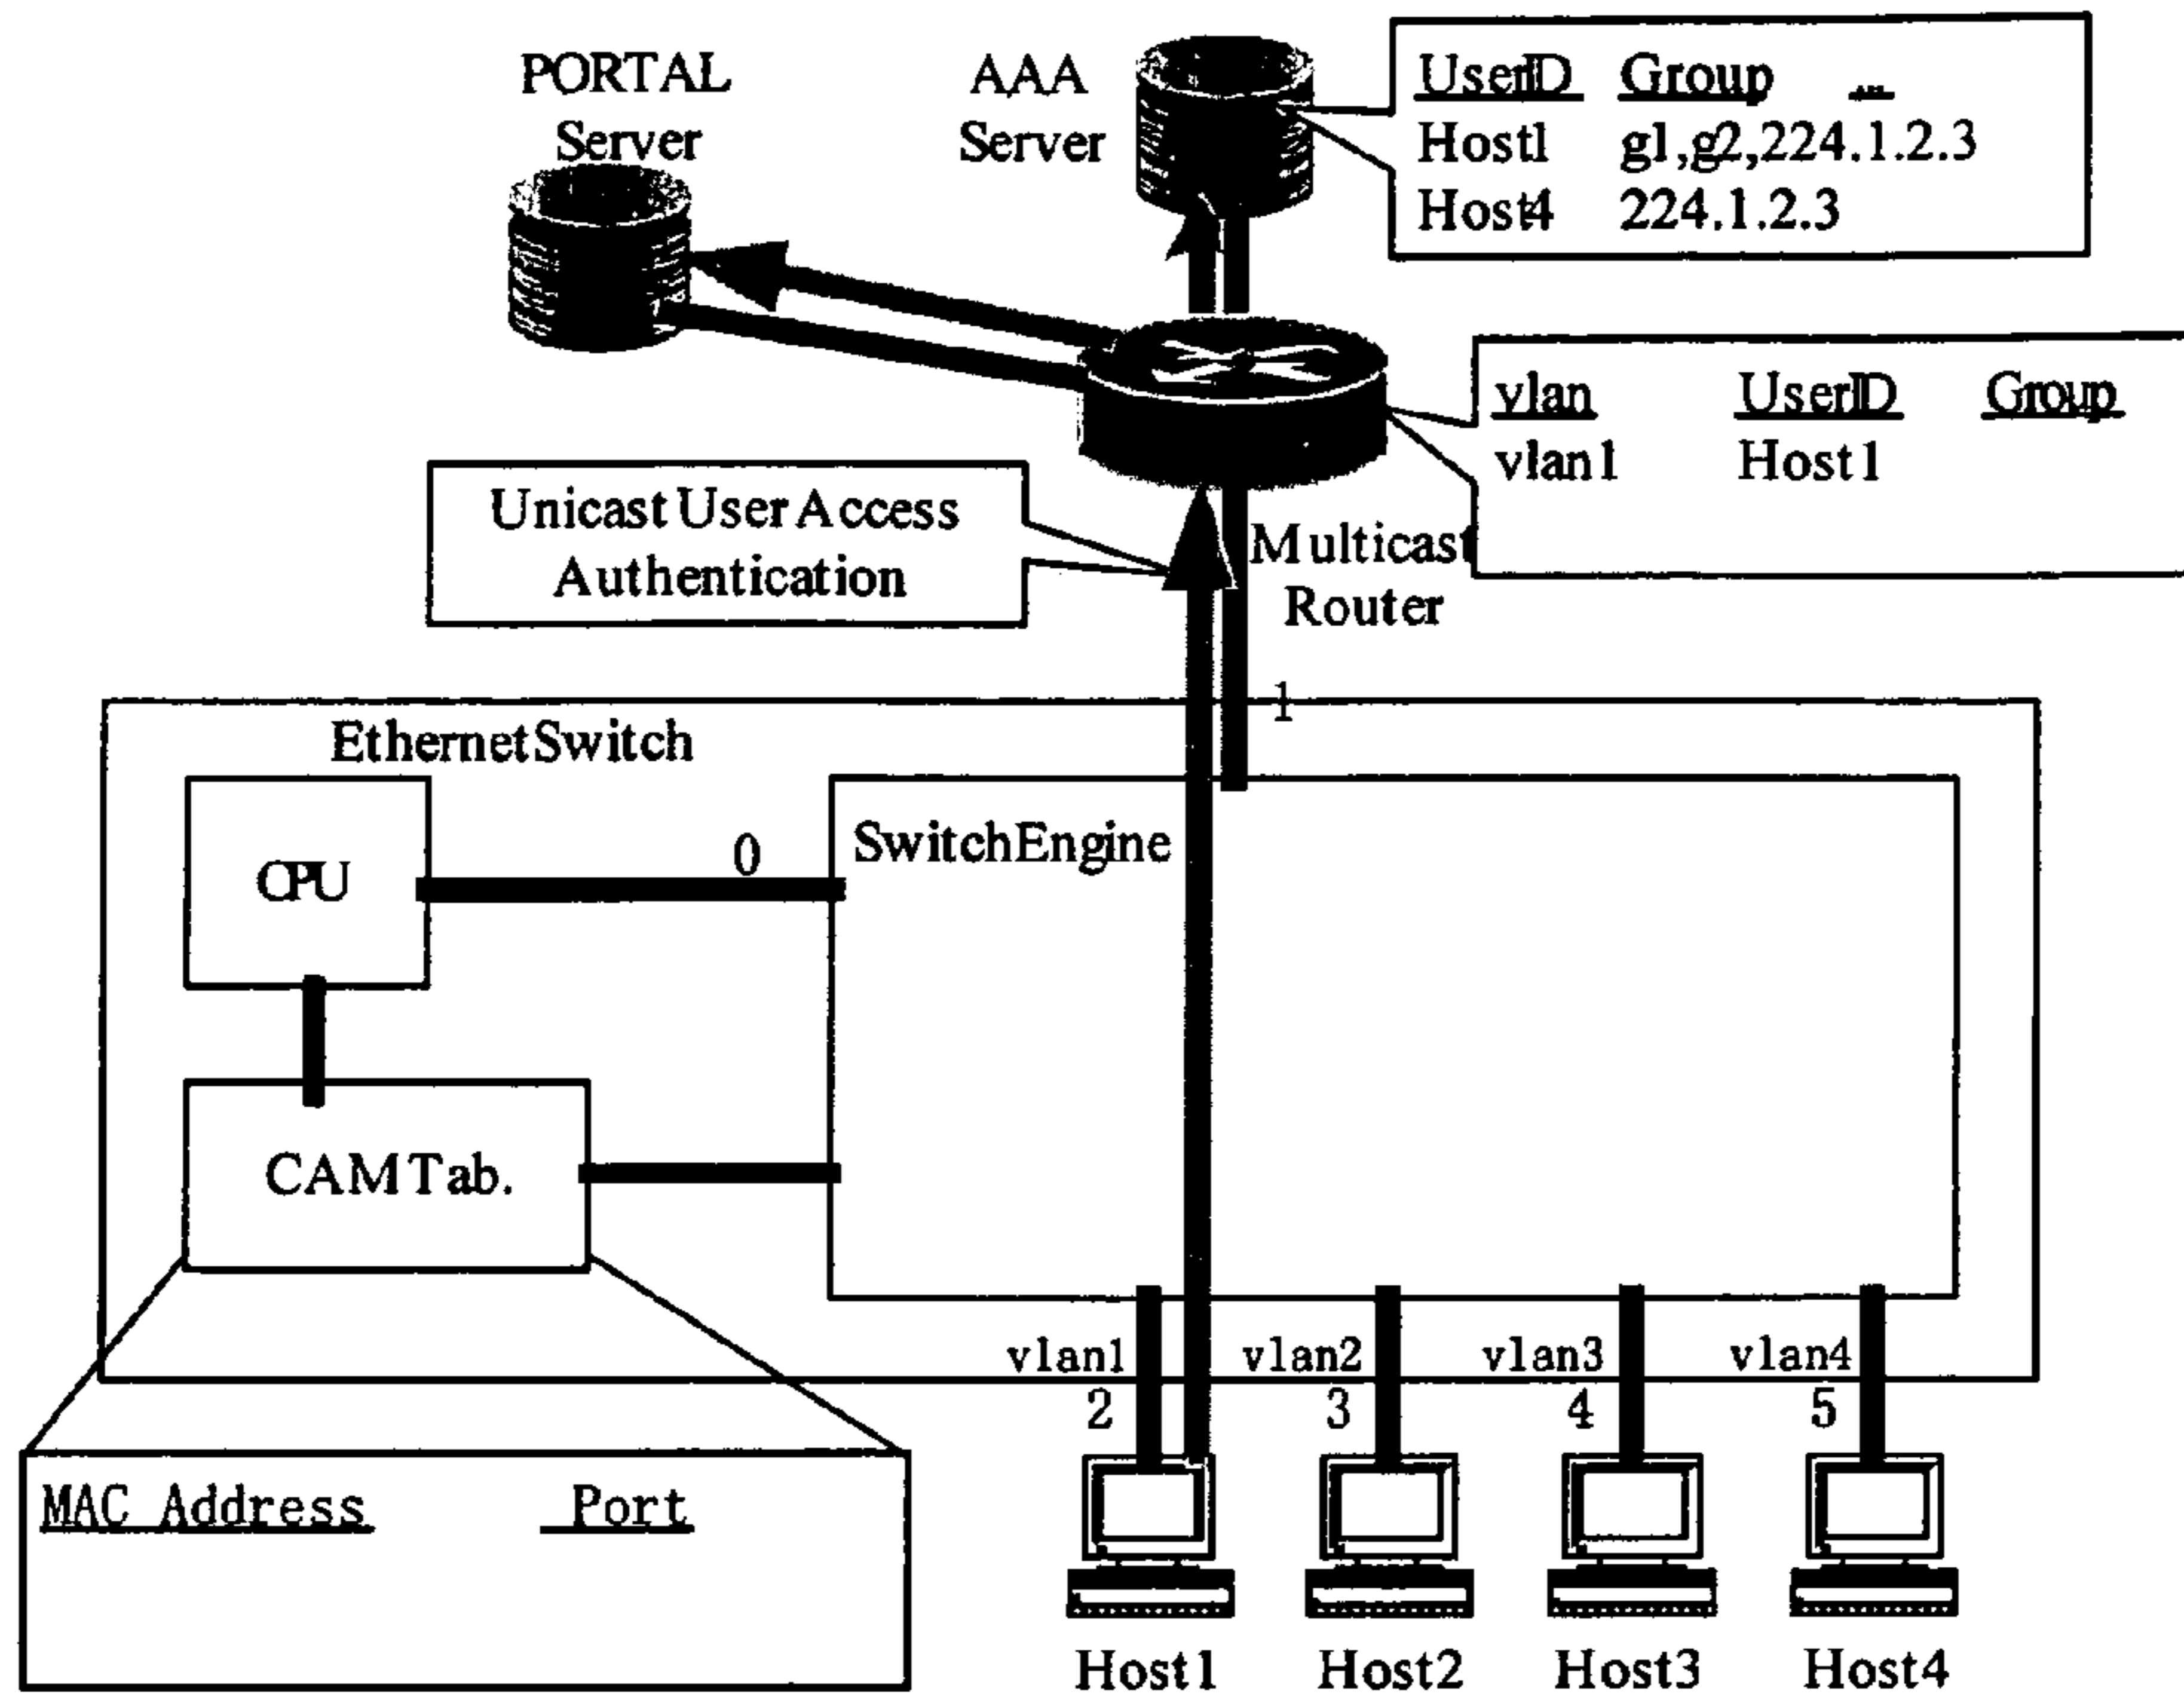 PORTAL
Server
AAA
Server
UserID Group ...
Host1 g1,g2,224.1.2.3
Host4 224.1.2.3
vlan UserID Group
vlan1 Host1
Unicast User Access
Authentication
Multicast
Router
1
Ethernet Switch
CPU
0
SwitchEngine
CAM Tab.
vlan1 vlan2 vlan3 vlan4
2 3 4 5
MAC Address Port
Host1 Host2 Host3 Host4